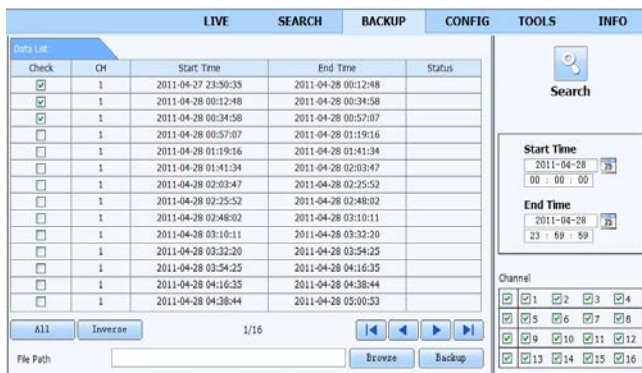 LIVE SEARCH BACKUP CONFIG TOOLS INFO
Data List
Check CH Start Time End Time Status
1 2011-04-27 23:50:35 2011-04-28 00:12:48
1 2011-04-28 00:12:48 2011-04-28 00:34:58
1 2011-04-28 00:34:58 2011-04-28 00:57:07
1 2011-04-28 00:57:07 2011-04-28 01:19:16
1 2011-04-28 01:19:16 2011-04-28 01:41:34
1 2011-04-28 01:41:34 2011-04-28 02:03:47
1 2011-04-28 02:03:47 2011-04-28 02:25:52
1 2011-04-28 02:25:52 2011-04-28 02:48:02
1 2011-04-28 02:48:02 2011-04-28 03:10:11
1 2011-04-28 03:10:11 2011-04-28 03:32:20
1 2011-04-28 03:32:20 2011-04-28 03:54:25
1 2011-04-28 03:54:25 2011-04-28 04:16:35
1 2011-04-28 04:16:35 2011-04-28 04:38:44
1 2011-04-28 04:38:44 2011-04-28 05:00:53
All Inverse 1/16
File Path Browse Backup
Search
Start Time
2011-04-28 25
00 : 00 : 00
End Time
2011-04-28 25
23 : 59 : 59
Channel
1 2 3 4
5 6 7 8
9 10 11 12
13 14 15 16